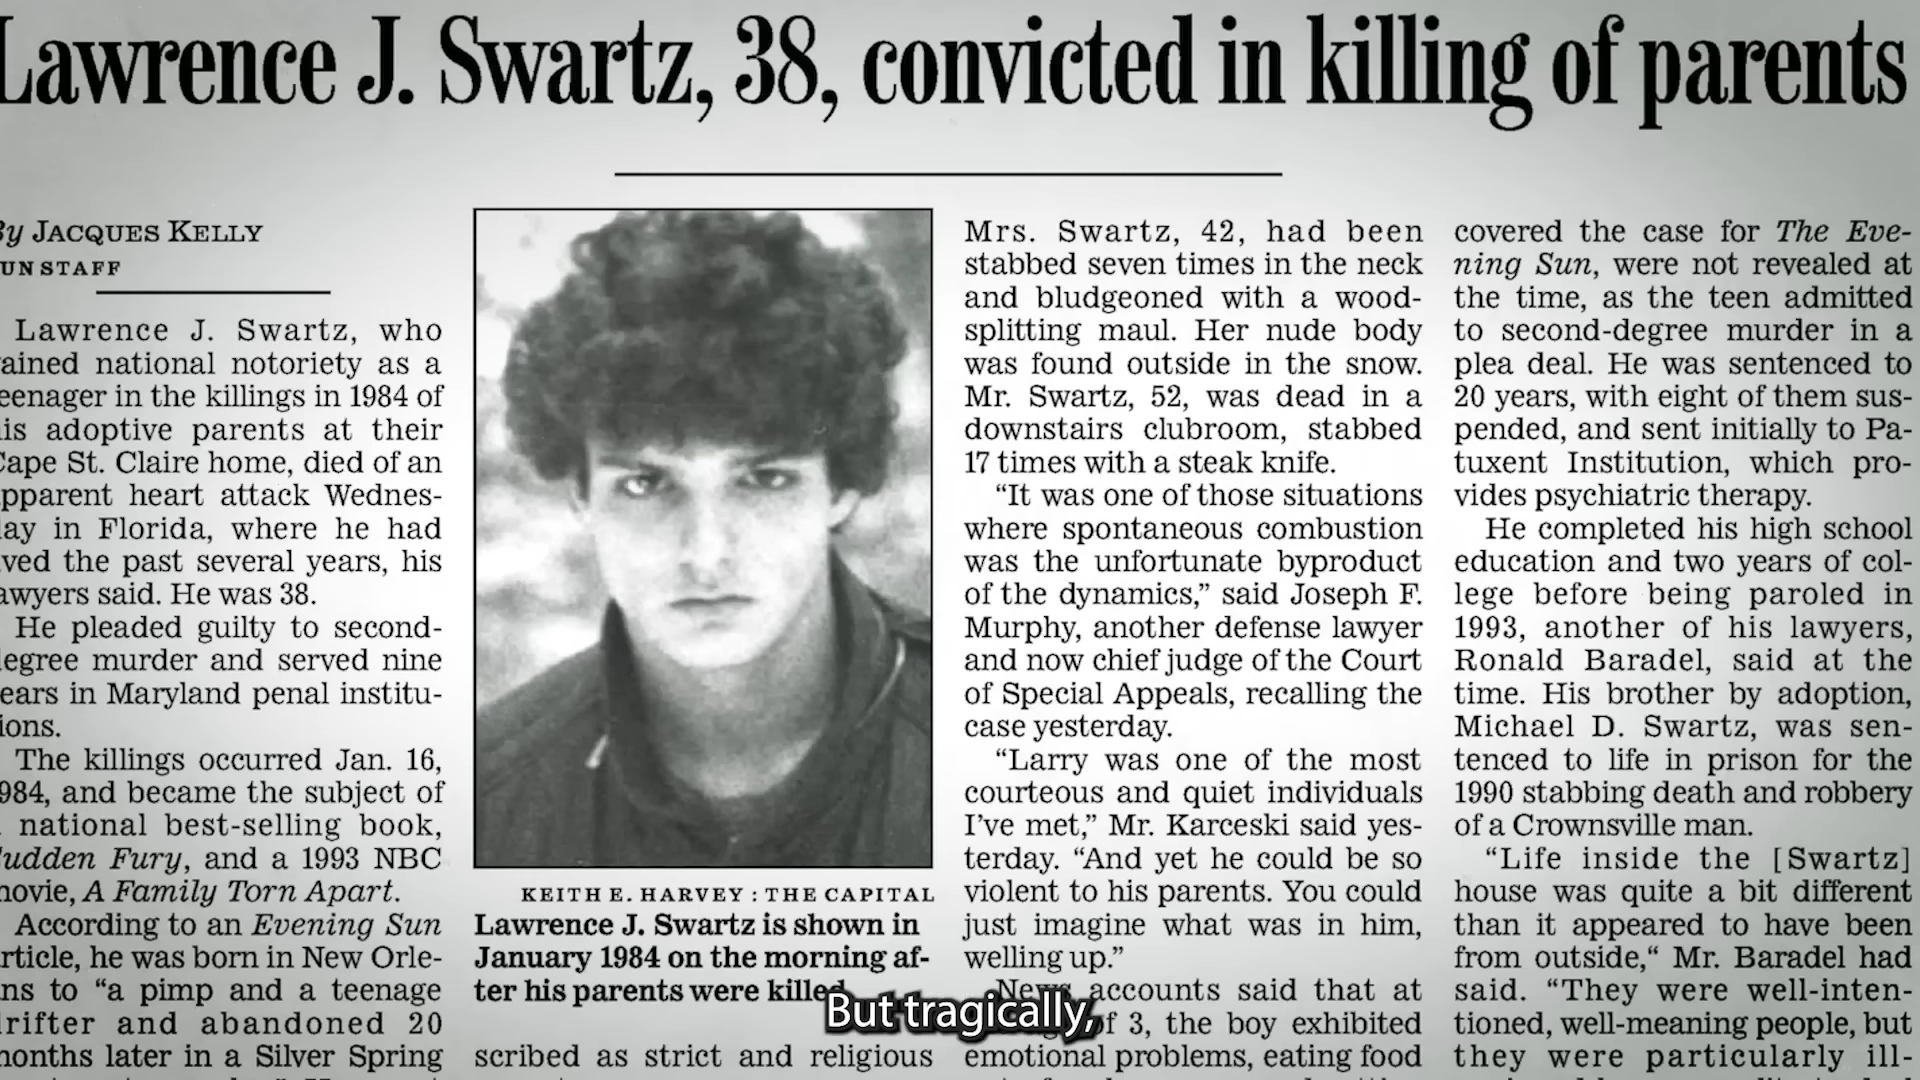 Lawrence J. Swartz, 38, convicted in killing of parents
By JACQUES KELLY
UN STAFF
Lawrence J. Swartz, who
ained national notoriety as a
eenager in the killings in 1984 of
is adoptive parents at their
Cape St. Claire home, died of an
pparent heart attack Wednes-
day in Florida, where he had
ved the past several years, his
awyers said. He was 38.
He pleaded guilty to second-
degree murder and served nine
ears in Maryland penal institu-
ions.
The killings occurred Jan. 16,
984, and became the subject of
national best-selling book,
Sudden Fury, and a 1993 NBC
movie, A Family Torn Apart.
According to an Evening Sun
rticle, he was born in New Orle-
ns to “a pimp and a teenage
drifter and abandoned 20
months later in a Silver Spring
KEITH E. HARVEY : THE CAPITAL
Lawrence J. Swartz is shown in
January 1984 on the morning af-
ter his parents were killed.
scribed as strict and religious
Mrs. Swartz, 42, had been
stabbed seven times in the neck
and bludgeoned with a wood-
splitting maul. Her nude body
was found outside in the snow.
Mr. Swartz, 52, was dead in a
downstairs clubroom, stabbed
17 times with a steak knife.
“It was one of those situations
where spontaneous combustion
was the unfortunate byproduct
of the dynamics,” said Joseph F.
Murphy, another defense lawyer
and now chief judge of the Court
of Special Appeals, recalling the
case yesterday.
“Larry was one of the most
courteous and quiet individuals
I’ve met,” Mr. Karceski said yes-
terday. “And yet he could be so
violent to his parents. You could
just imagine what was in him,
welling up.”
News accounts said that at
of 3, the boy exhibited
emotional problems, eating food
covered the case for The Eve-
ning Sun, were not revealed at
the time, as the teen admitted
to second-degree murder in a
plea deal. He was sentenced to
20 years, with eight of them sus-
pended, and sent initially to Pa-
tuxent Institution, which pro-
vides psychiatric therapy.
He completed his high school
education and two years of col-
lege before being paroled in
1993, another of his lawyers,
Ronald Baradel, said at the
time. His brother by adoption,
Michael D. Swartz, was sen-
tenced to life in prison for the
1990 stabbing death and robbery
of a Crownsville man.
“Life inside the [Swartz]
house was quite a bit different
than it appeared to have been
from outside,“ Mr. Baradel had
said. “They were well-inten-
tioned, well-meaning people, but
they were particularly ill-
But tragically,